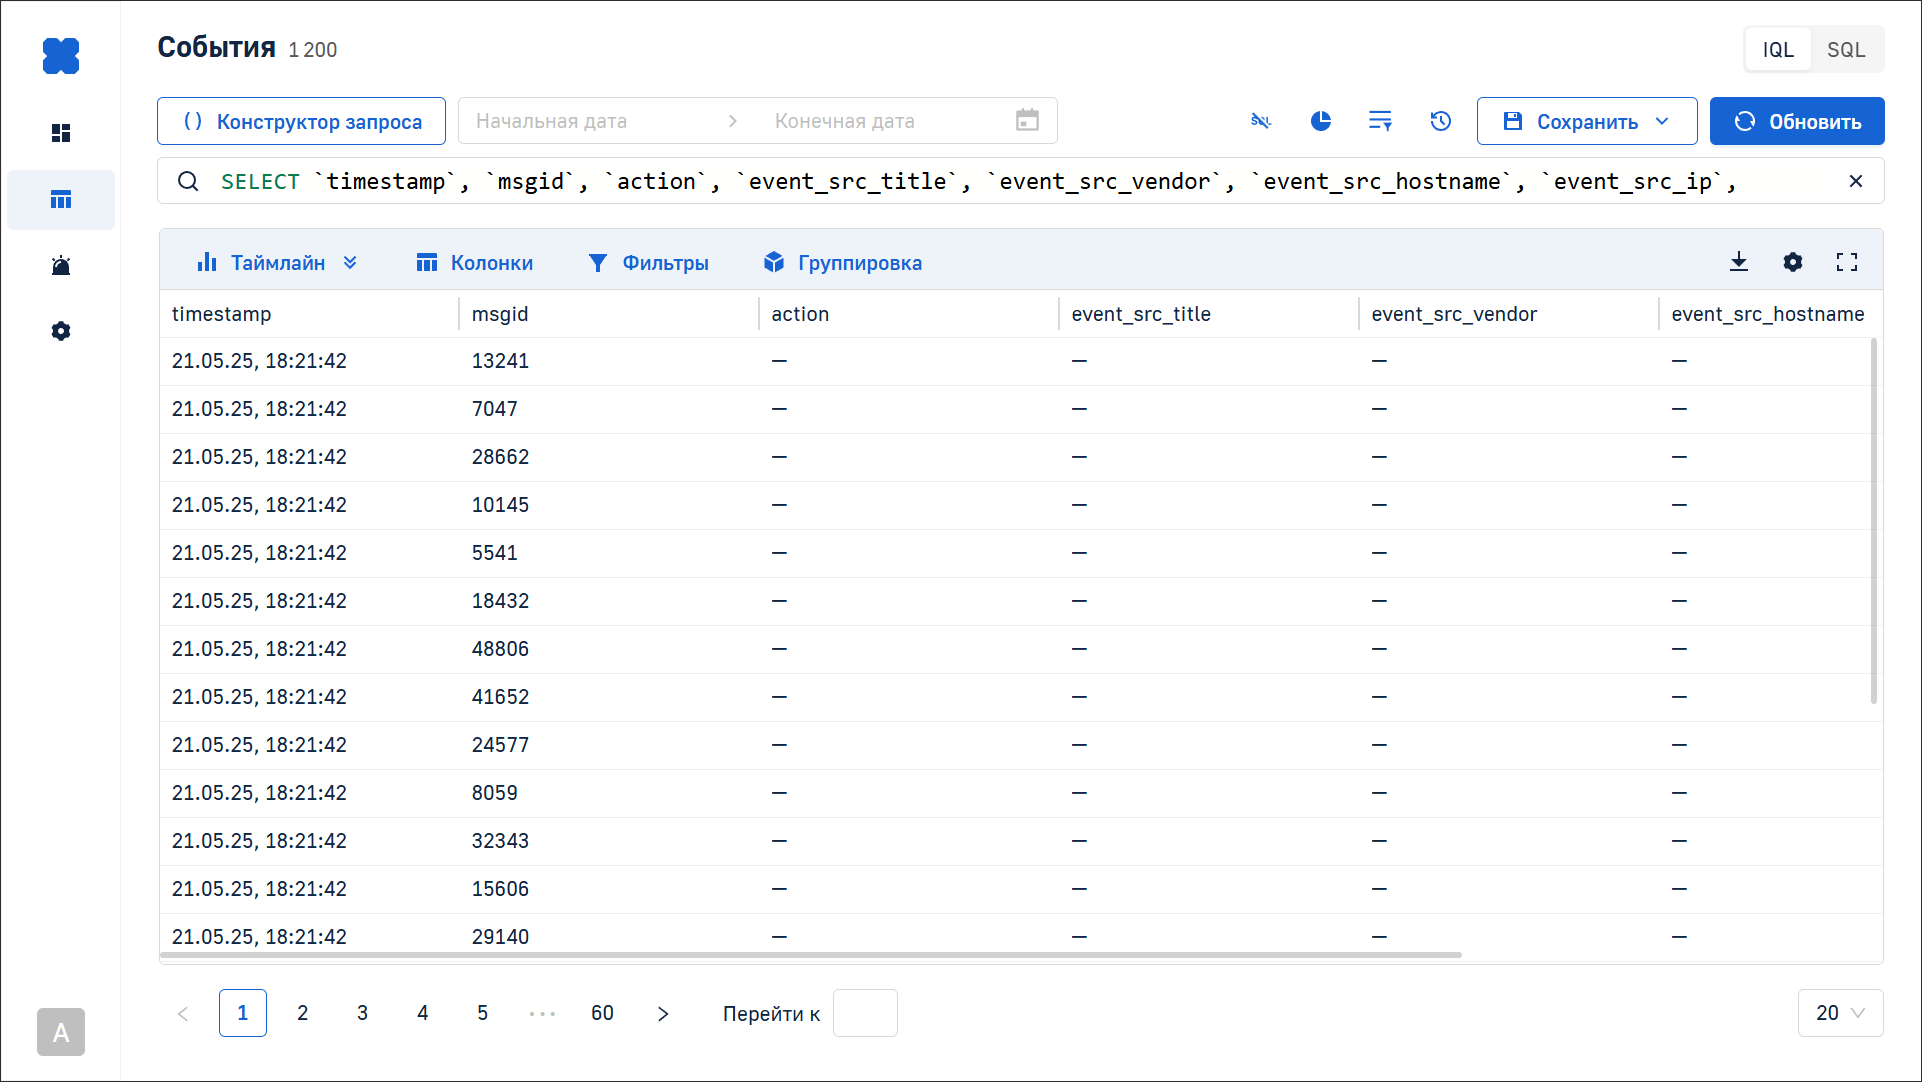 События 1 200
IQL SQL
() Конструктор запроса Начальная дата Конечная дата SQL Сохранить Обновить
SELECT `timestamp`, `msgid`, `action`, `event_src_title`, `event_src_vendor`, `event_src_hostname`, `event_src_ip`,
Таймлайн Колонки Фильтры Группировка
timestamp msgid action event_src_title event_src_vendor event_src_hostname
21.05.25, 18:21:42 13241 — — — —
21.05.25, 18:21:42 7047 — — — —
21.05.25, 18:21:42 28662 — — — —
21.05.25, 18:21:42 10145 — — — —
21.05.25, 18:21:42 5541 — — — —
21.05.25, 18:21:42 18432 — — — —
21.05.25, 18:21:42 48806 — — — —
21.05.25, 18:21:42 41652 — — — —
21.05.25, 18:21:42 24577 — — — —
21.05.25, 18:21:42 8059 — — — —
21.05.25, 18:21:42 32343 — — — —
21.05.25, 18:21:42 15606 — — — —
21.05.25, 18:21:42 29140 — — — —
1 2 3 4 5 ••• 60 Перейти к 20
A